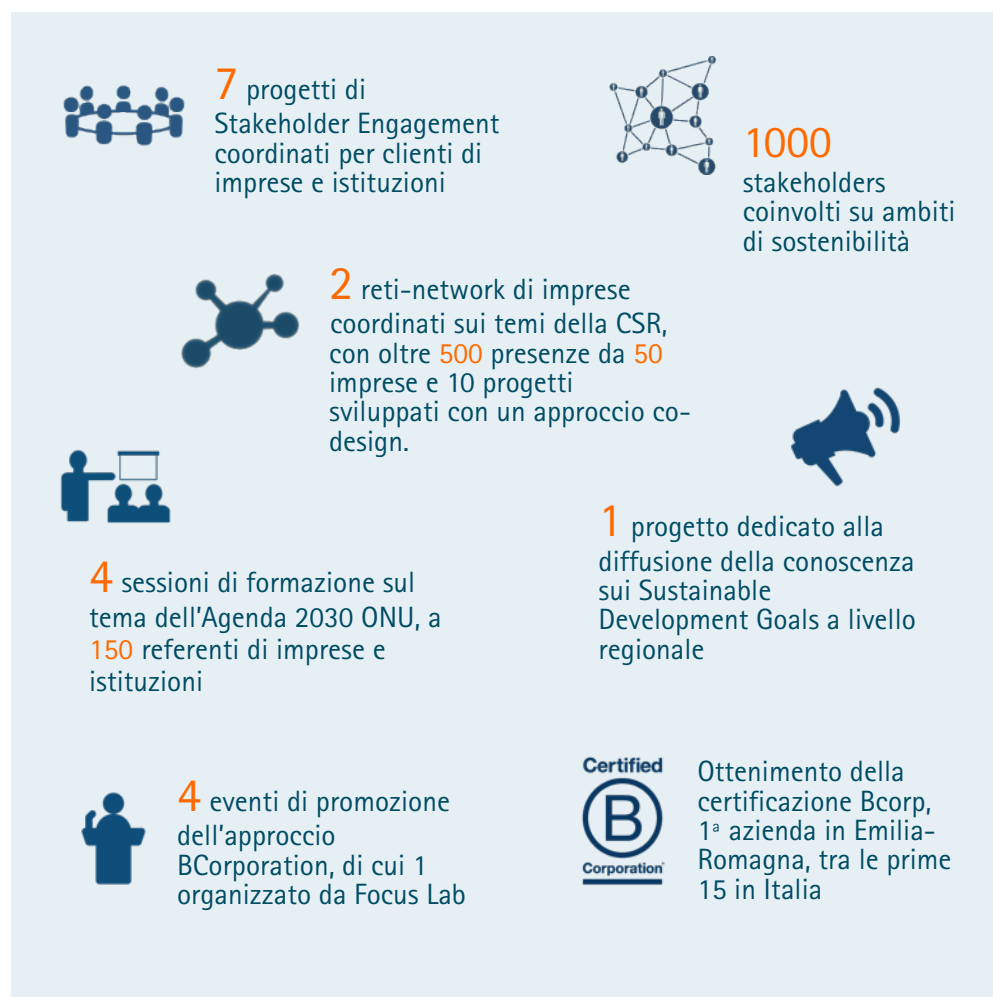 7 progetti di
Stakeholder Engagement
coordinati per clienti di
imprese e istituzioni
1000
stakeholders
coinvolti su ambiti
di sostenibilità
2 reti-network di imprese
coordinati sui temi della CSR,
con oltre 500 presenze da 50
imprese e 10 progetti
sviluppati con un approccio co-
design.
1 progetto dedicato alla
diffusione della conoscenza
sui Sustainable
Development Goals a livello
regionale
4 sessioni di formazione sul
tema dell'Agenda 2030 ONU, a
150 referenti di imprese e
istituzioni
4 eventi di promozione
dell'approccio
BCorporation, di cui 1
organizzato da Focus Lab
Certified
B
Corporation
Ottenimento della
certificazione Bcorp,
1ª azienda in Emilia-
Romagna, tra le prime
15 in Italia